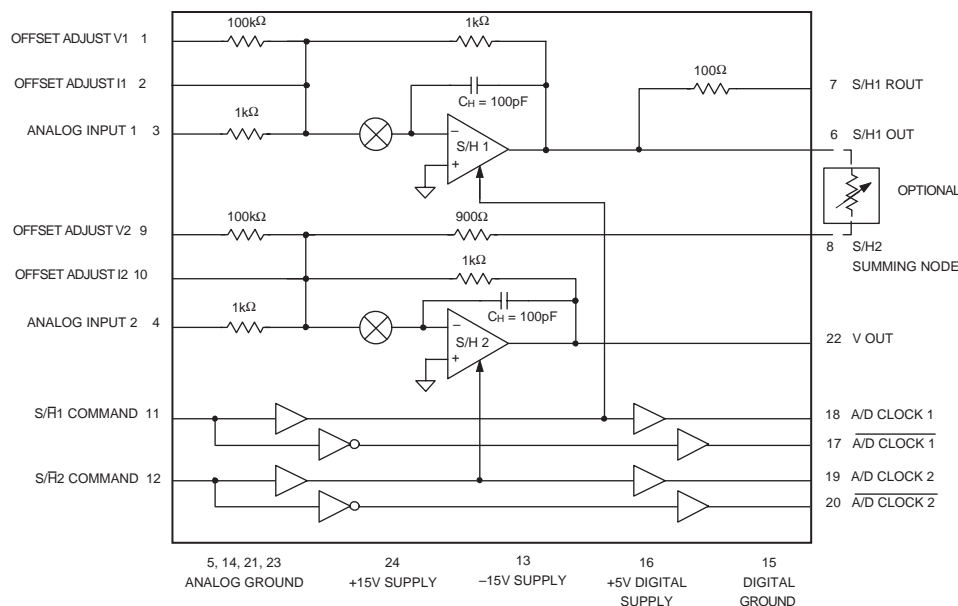 100kΩ
1kΩ
OFFSET ADJUST V1 1
OFFSET ADJUST I1 2
100Ω
7 S/H1 ROUT
CH = 100pF
1kΩ
ANALOG INPUT 1 3
6 S/H1 OUT
−
S/H 1
+
OPTIONAL
100kΩ
900Ω
OFFSET ADJUST V2 9
8 S/H2
SUMMING NODE
1kΩ
OFFSET ADJUST I2 10
CH = 100pF
1kΩ
ANALOG INPUT 2 4
−
S/H 2
+
22 V OUT
S/H̅1 COMMAND 11
18 A/D CLOCK 1
17 A/D CLOCK 1
S/H̅2 COMMAND 12
19 A/D CLOCK 2
20 A/D CLOCK 2
5, 14, 21, 23
ANALOG GROUND
24
+15V SUPPLY
13
–15V SUPPLY
16
+5V DIGITAL
SUPPLY
15
DIGITAL
GROUND